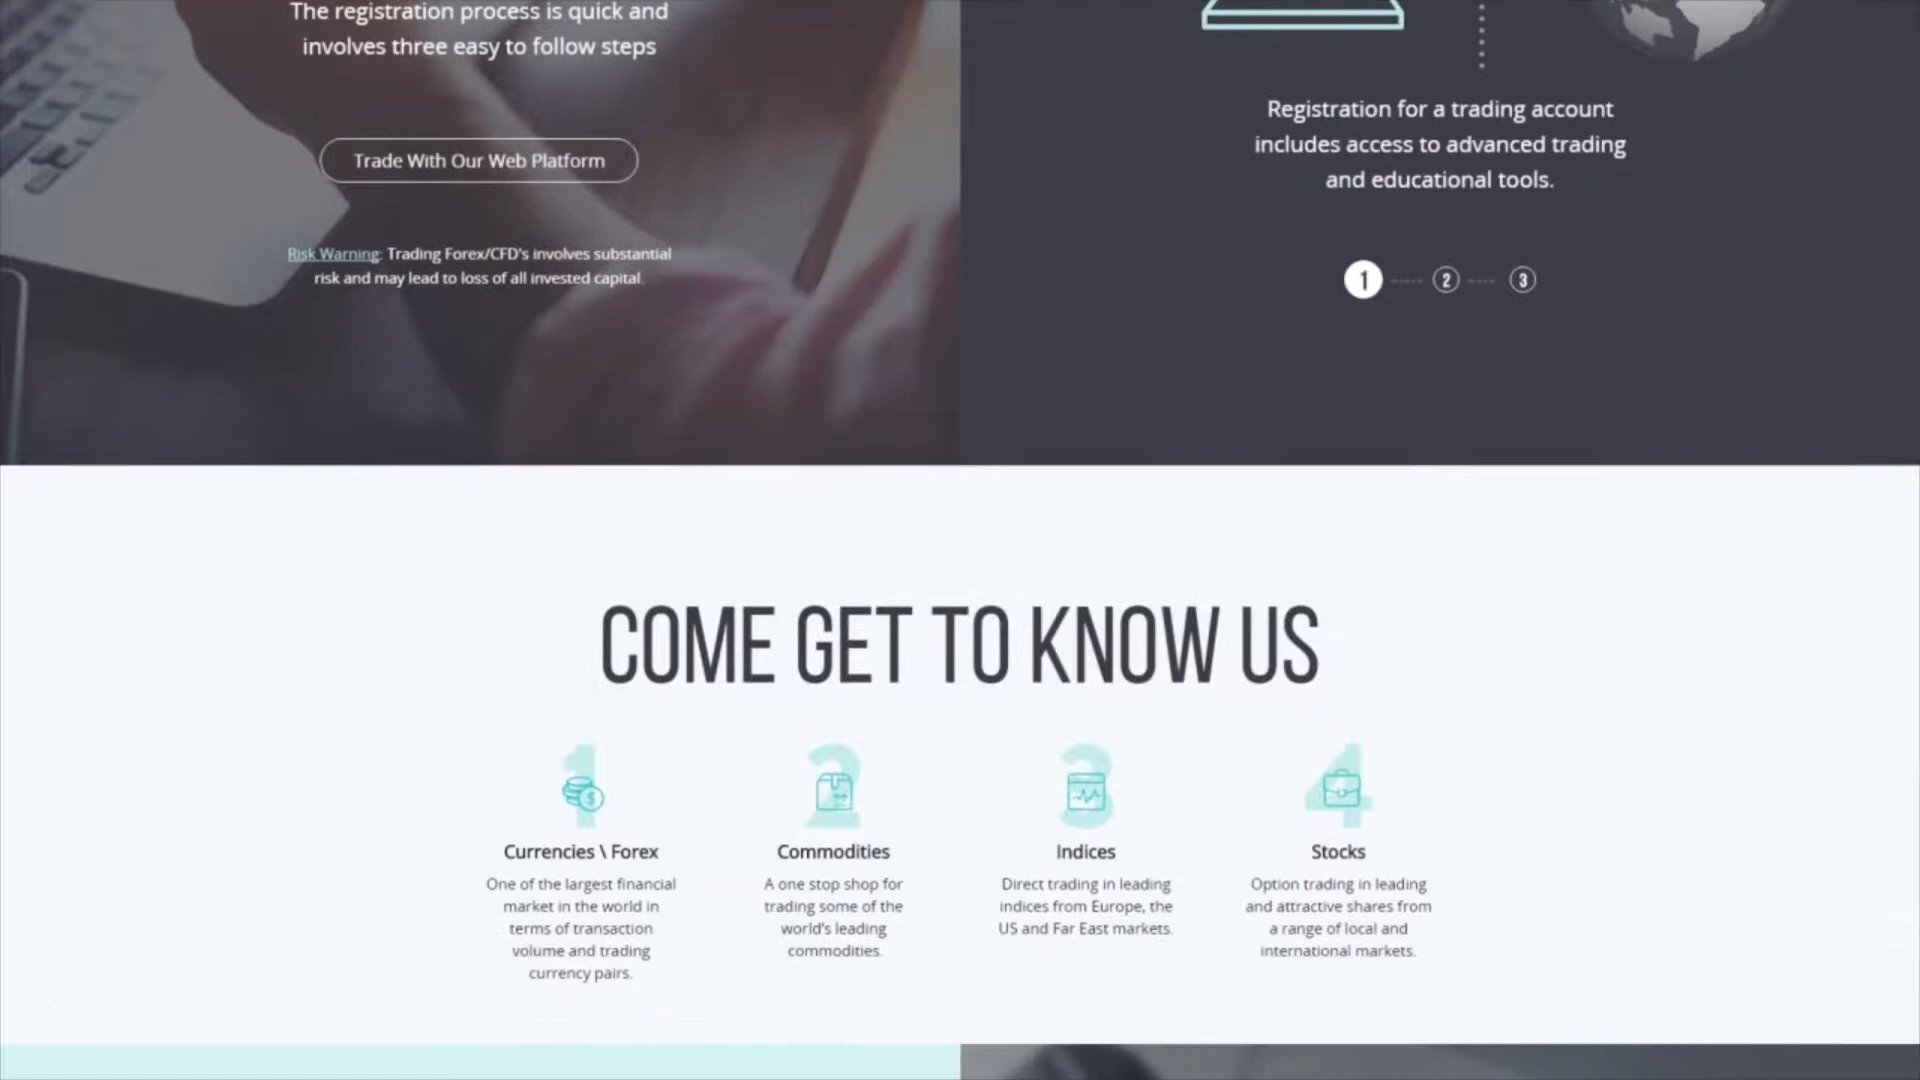 The registration process is quick and
involves three easy to follow steps
Trade With Our Web Platform
Risk Warning: Trading Forex/CFD's involves substantial
risk and may lead to loss of all invested capital.
Registration for a trading account
includes access to advanced trading
and educational tools.
1 2 3
COME GET TO KNOW US
1
Currencies \ Forex
One of the largest financial
market in the world in
terms of transaction
volume and trading
currency pairs.
2
Commodities
A one stop shop for
trading some of the
world's leading
commodities.
3
Indices
Direct trading in leading
indices from Europe, the
US and Far East markets.
4
Stocks
Option trading in leading
and attractive shares from
a range of local and
international markets.